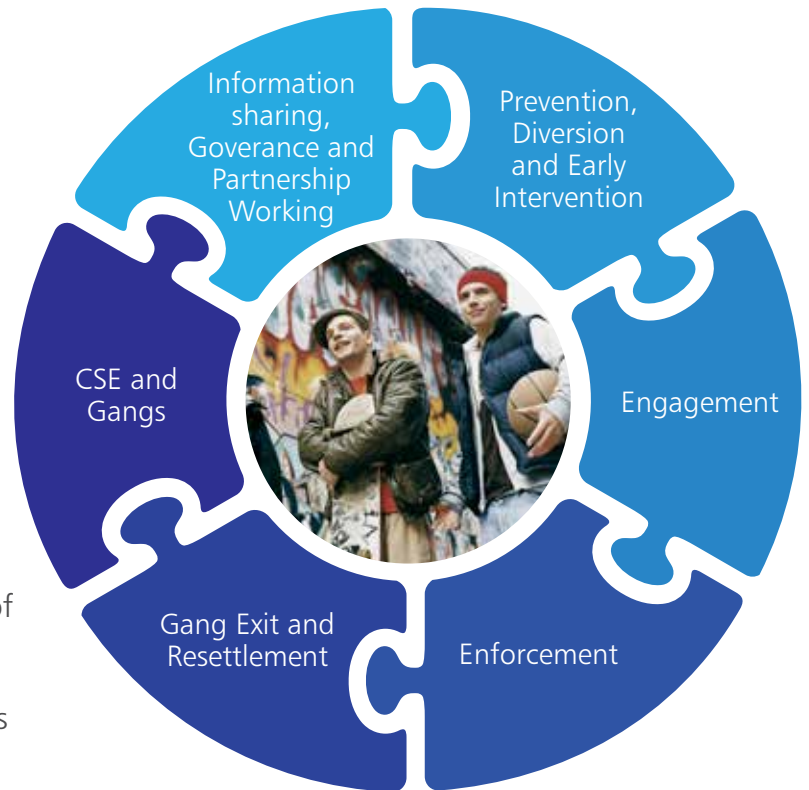 Information
sharing,
Goverance and
Partnership
Working
Prevention,
Diversion
and Early
Intervention
CSE and
Gangs
Engagement
of
Gang Exit and
Resettlement
Enforcement
s